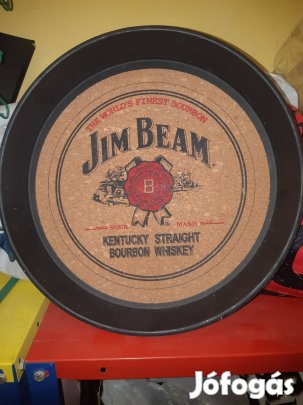 THE WORLD'S FINEST BOURBON
JIM BEAM
B
SOUR MASH
KENTUCKY STRAIGHT
BOURBON WHISKEY
Jófogás